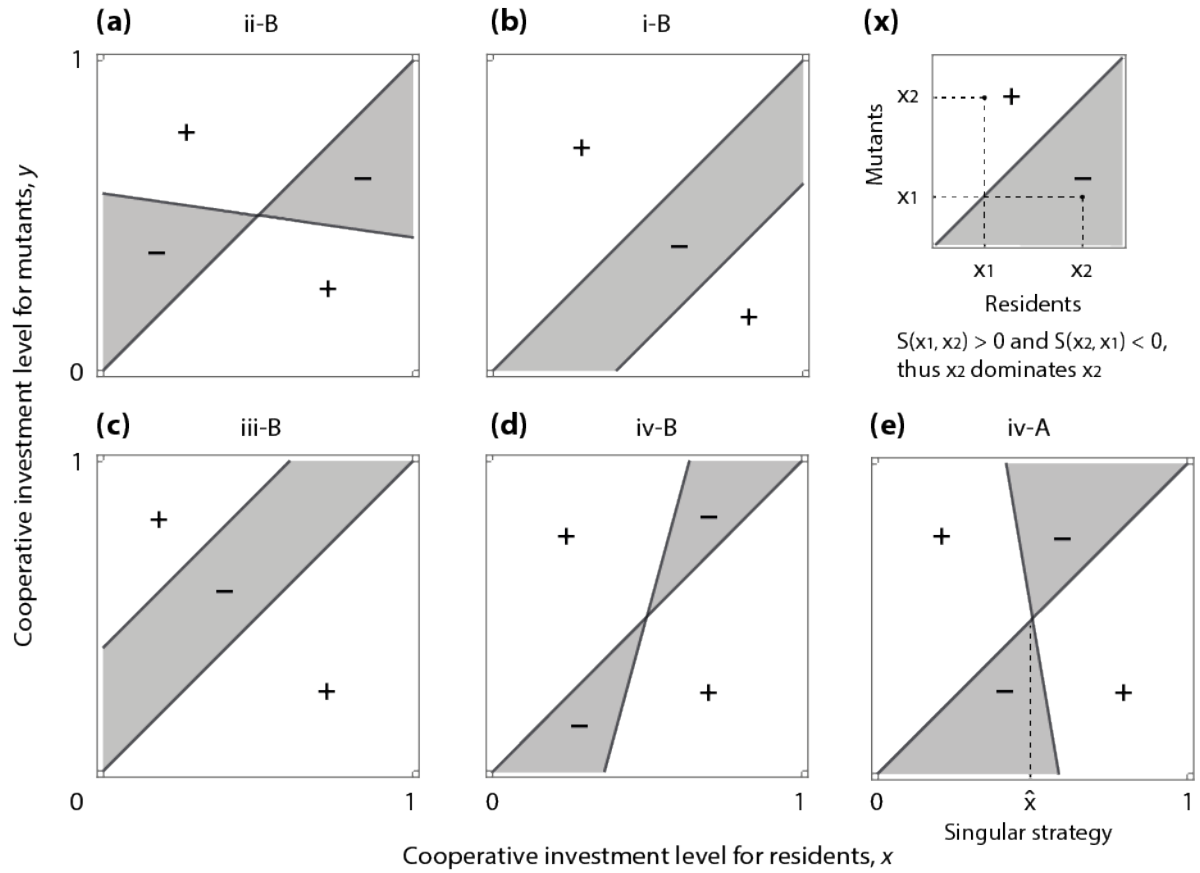 (a)
ii-B
(b)
i-B
(x)
1
+
−
−
+
0
+
−
+
Mutants
x2
+
x1
−
x1
x2
Residents
S(x1, x2) > 0 and S(x2, x1) < 0,
thus x2 dominates x2
Cooperative investment level for mutants, y
(c)
iii-B
(d)
iv-B
(e)
iv-A
1
+
−
+
0
1
+
−
−
+
0
1
+
−
−
+
0
x̂
1
Singular strategy
Cooperative investment level for residents, x